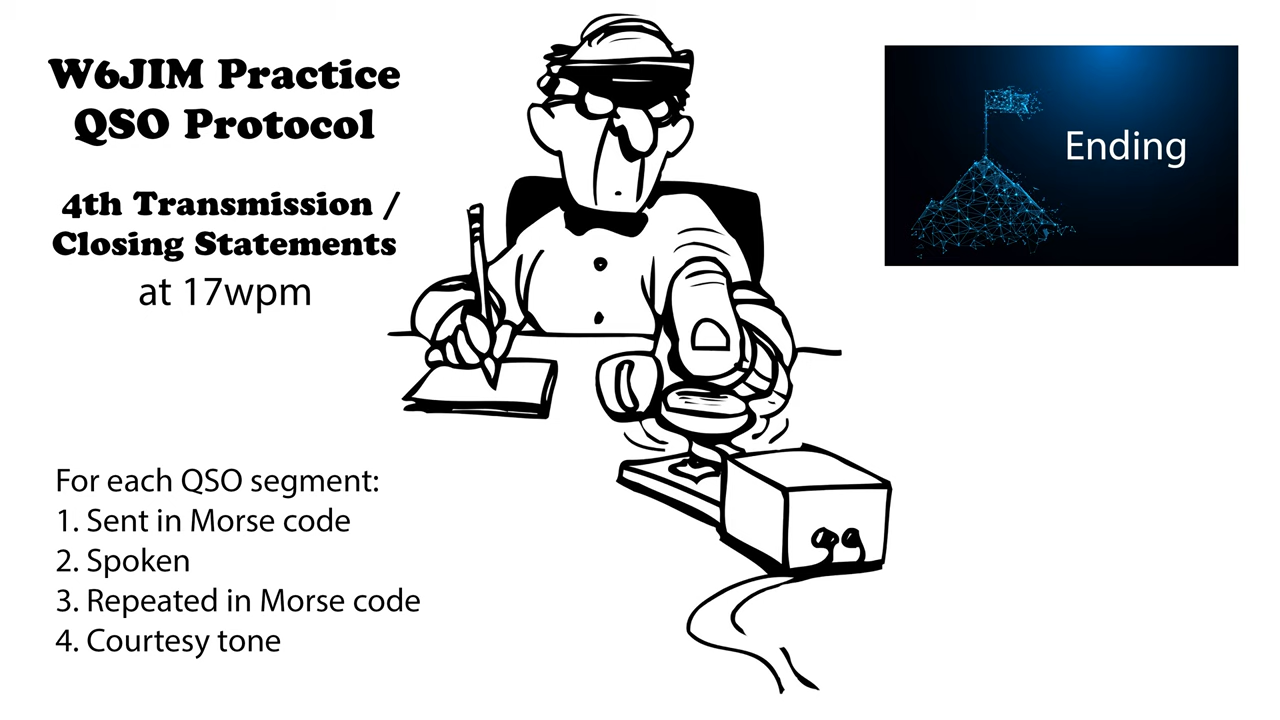 W6JIM Practice
QSO Protocol
4th Transmission /
Closing Statements
at 17wpm
Ending
For each QSO segment:
1. Sent in Morse code
2. Spoken
3. Repeated in Morse code
4. Courtesy tone